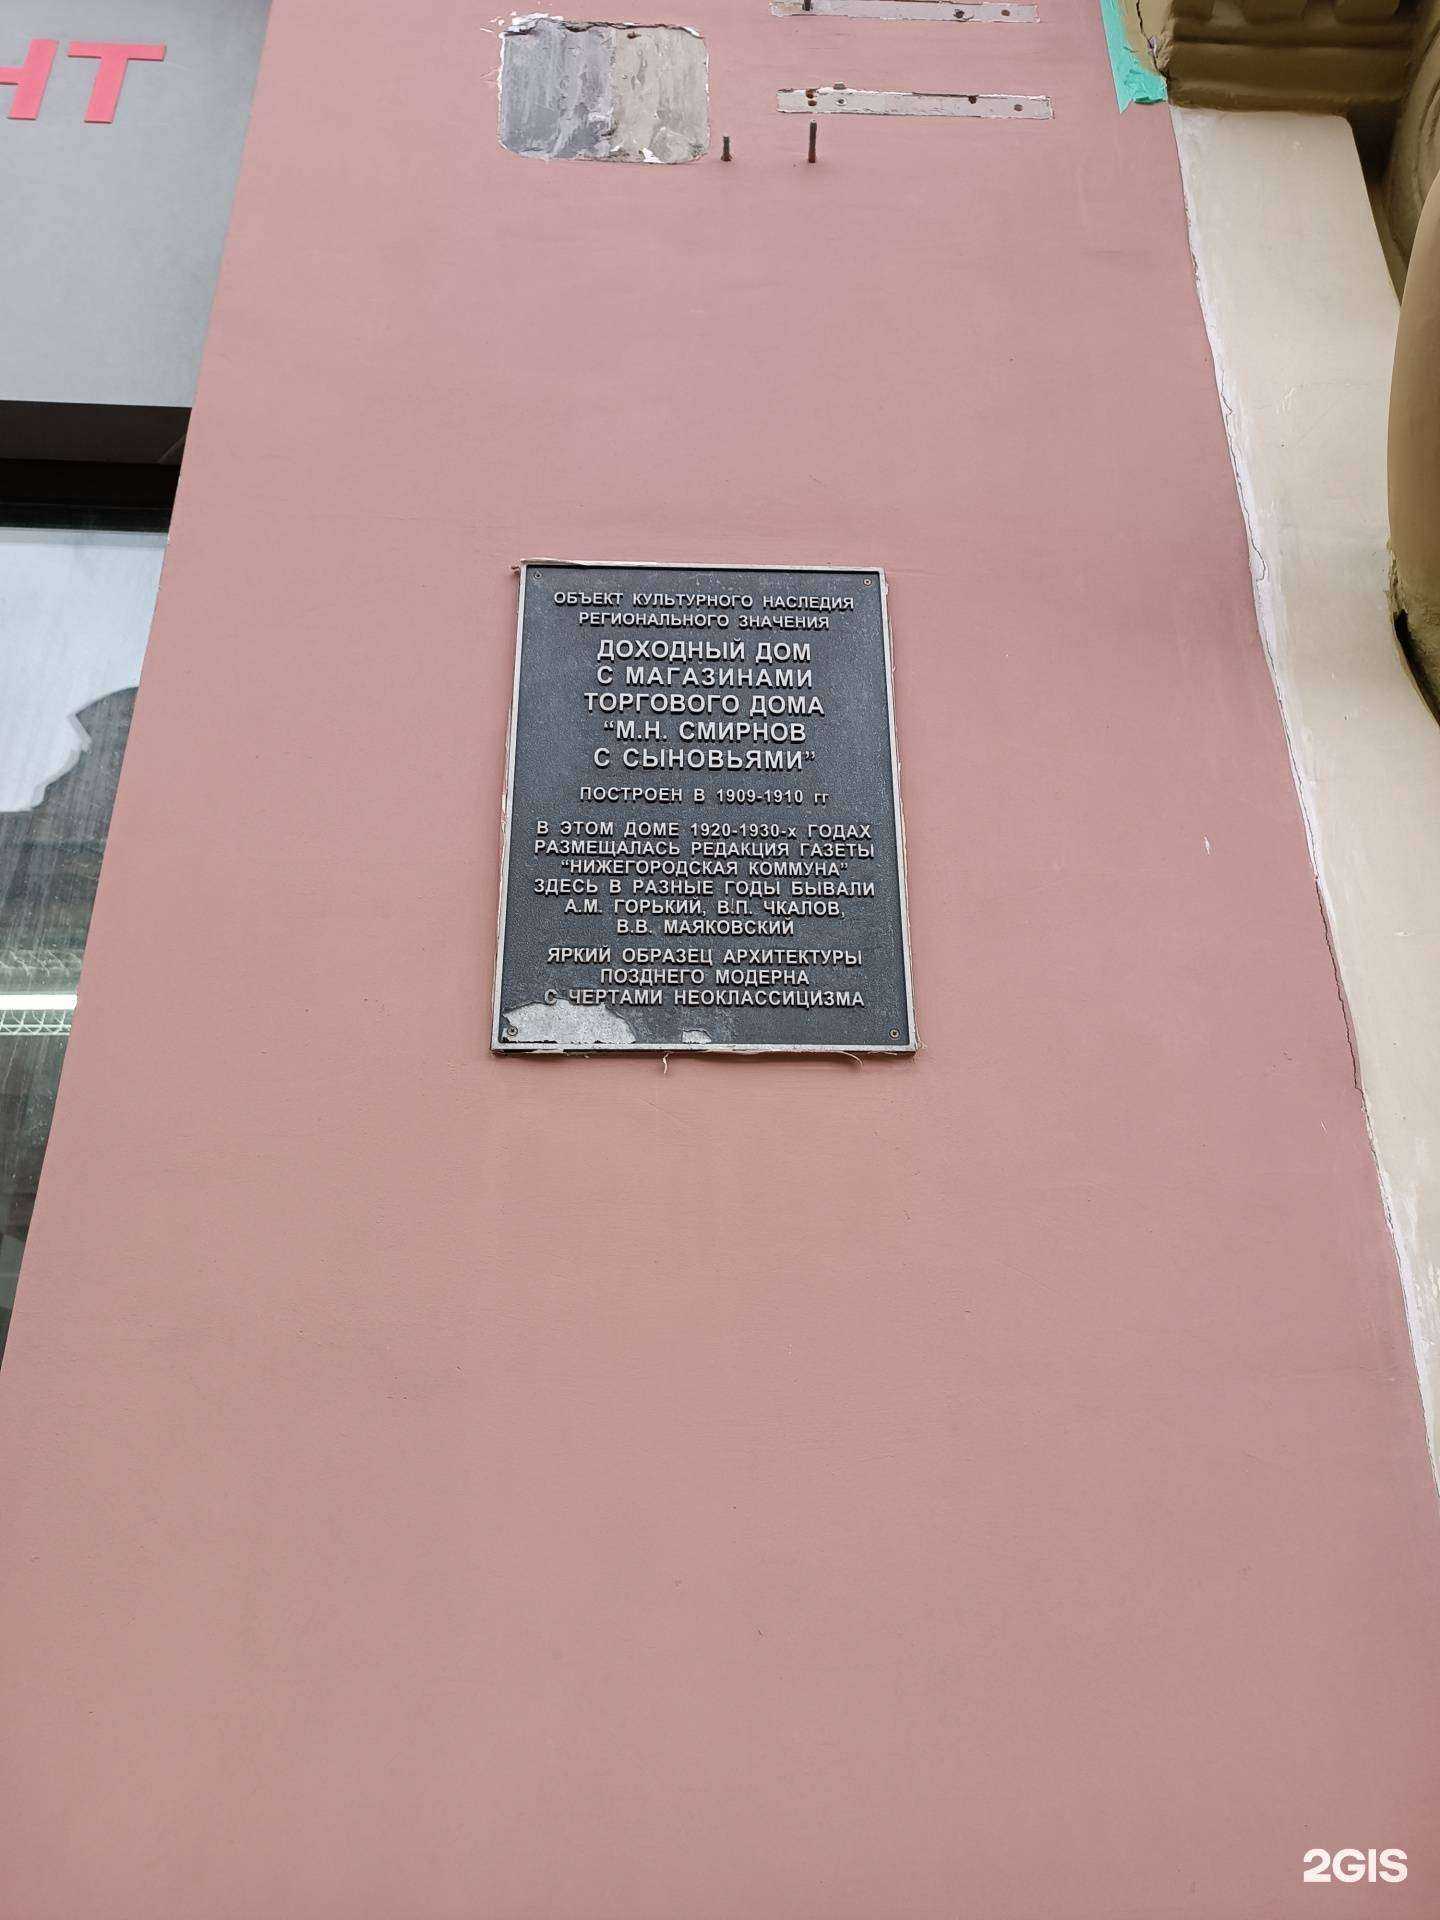 НТ
ОБЪЕКТ КУЛЬТУРНОГО НАСЛЕДИЯ
РЕГИОНАЛЬНОГО ЗНАЧЕНИЯ
ДОХОДНЫЙ ДОМ
С МАГАЗИНАМИ
ТОРГОВОГО ДОМА
“М.Н. СМИРНОВ
С СЫНОВЬЯМИ”
ПОСТРОЕН В 1909-1910 гг
В ЭТОМ ДОМЕ 1920-1930-х ГОДАХ
РАЗМЕЩАЛАСЬ РЕДАКЦИЯ ГАЗЕТЫ
“НИЖЕГОРОДСКАЯ КОММУНА”
ЗДЕСЬ В РАЗНЫЕ ГОДЫ БЫВАЛИ
А.М. ГОРЬКИЙ, В.П. ЧКАЛОВ,
В.В. МАЯКОВСКИЙ
ЯРКИЙ ОБРАЗЕЦ АРХИТЕКТУРЫ
ПОЗДНЕГО МОДЕРНА
С ЧЕРТАМИ НЕОКЛАССИЦИЗМА
2GIS